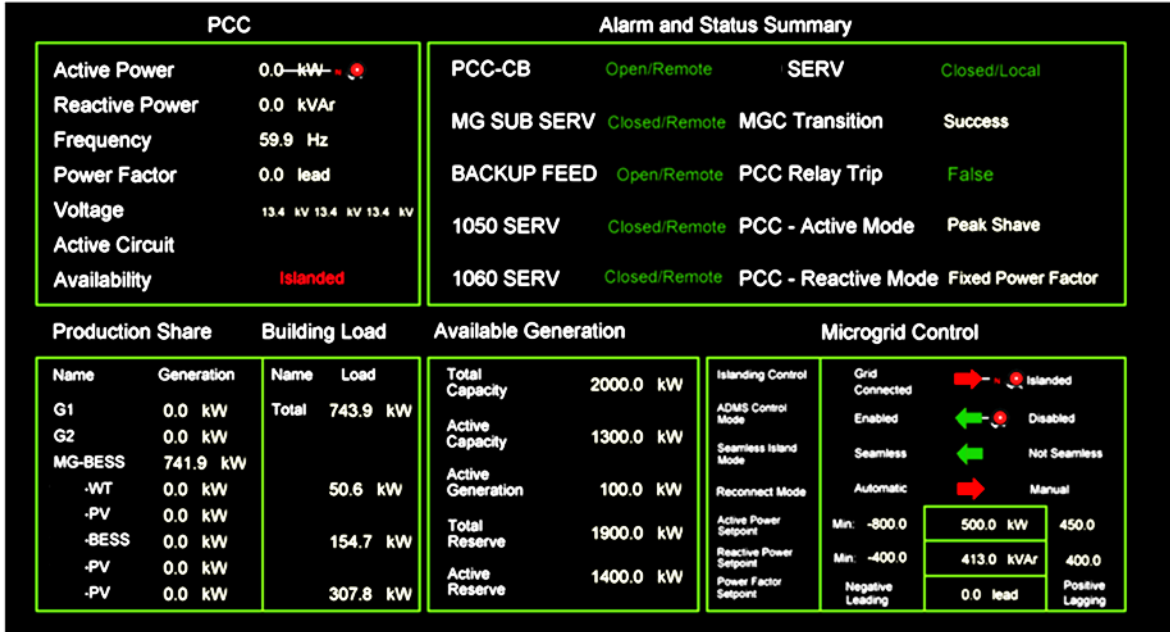 PCC
Active Power 0.0 kW N
Reactive Power 0.0 kVAr
Frequency 59.9 Hz
Power Factor 0.0 lead
Voltage 13.4 kV 13.4 kV 13.4 kV
Active Circuit
Availability Islanded
Alarm and Status Summary
PCC-CB Open/Remote SERV Closed/Local
MG SUB SERV Closed/Remote MGC Transition Success
BACKUP FEED Open/Remote PCC Relay Trip False
1050 SERV Closed/Remote PCC - Active Mode Peak Shave
1060 SERV Closed/Remote PCC - Reactive Mode Fixed Power Factor
Production Share
Name Generation
G1 0.0 kW
G2 0.0 kW
MG-BESS 741.9 kW
-WT 0.0 kW
-PV 0.0 kW
-BESS 0.0 kW
-PV 0.0 kW
-PV 0.0 kW
Building Load
Name Load
Total 743.9 kW
50.6 kW
154.7 kW
307.8 kW
Available Generation
Total
Capacity 2000.0 kW
Active
Capacity 1300.0 kW
Active
Generation 100.0 kW
Total
Reserve 1900.0 kW
Active
Reserve 1400.0 kW
Microgrid Control
Islanding Control Grid
Connected N Islanded
ADMS Control
Mode Enabled Disabled
Seamless Island
Mode Seamless Not Seamless
Reconnect Mode Automatic Manual
Active Power
Setpoint Min: -800.0 500.0 kW 450.0
Reactive Power
Setpoint Min: -400.0 413.0 kVAr 400.0
Power Factor
Setpoint Negative
Leading 0.0 lead Positive
Lagging